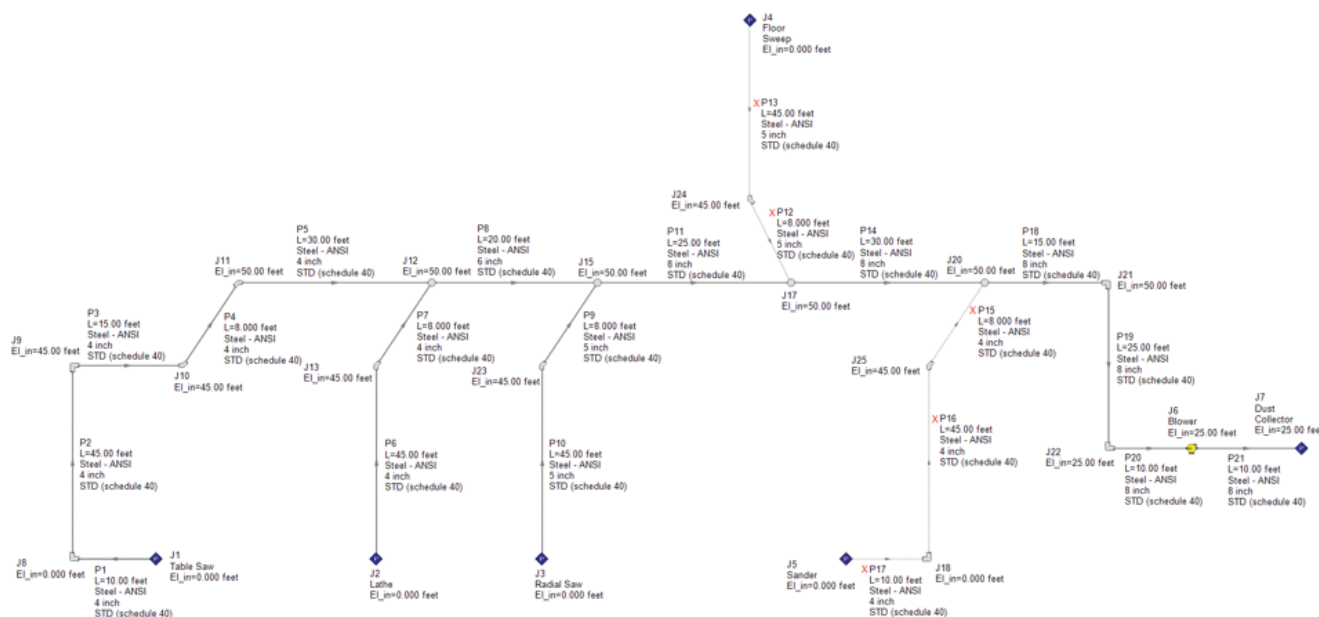 J4
Floor
Sweep
El_in=0.000 feet
X P13
L=45.00 feet
Steel - ANSI
5 inch
STD (schedule 40)
J24
El_in=45.00 feet
X P12
L=8.000 feet
Steel - ANSI
5 inch
STD (schedule 40)
P5
L=30.00 feet
Steel - ANSI
4 inch
STD (schedule 40)
P8
L=20.00 feet
Steel - ANSI
6 inch
STD (schedule 40)
P11
L=25.00 feet
Steel - ANSI
8 inch
STD (schedule 40)
P14
L=30.00 feet
Steel - ANSI
8 inch
STD (schedule 40)
P18
L=15.00 feet
Steel - ANSI
8 inch
STD (schedule 40)
J11
El_in=50.00 feet
J12
El_in=50.00 feet
J15
El_in=50.00 feet
J17
El_in=50.00 feet
J20
El_in=50.00 feet
J21
El_in=50.00 feet
P3
L=15.00 feet
Steel - ANSI
4 inch
STD (schedule 40)
P4
L=8.000 feet
Steel - ANSI
4 inch
STD (schedule 40)
P7
L=8.000 feet
Steel - ANSI
4 inch
STD (schedule 40)
P9
L=8.000 feet
Steel - ANSI
5 inch
STD (schedule 40)
X P15
L=8.000 feet
Steel - ANSI
4 inch
STD (schedule 40)
P19
L=25.00 feet
Steel - ANSI
8 inch
STD (schedule 40)
J9
El_in=45.00 feet
J10
El_in=45.00 feet
J13
El_in=45.00 feet
J23
El_in=45.00 feet
J25
El_in=45.00 feet
P2
L=45.00 feet
Steel - ANSI
4 inch
STD (schedule 40)
P6
L=45.00 feet
Steel - ANSI
4 inch
STD (schedule 40)
P10
L=45.00 feet
Steel - ANSI
5 inch
STD (schedule 40)
X P16
L=45.00 feet
Steel - ANSI
4 inch
STD (schedule 40)
J6
Blower
El_in=25.00 feet
J7
Dust
Collector
El_in=25.00 feet
J22
El_in=25.00 feet
P20
L=10.00 feet
Steel - ANSI
8 inch
STD (schedule 40)
P21
L=10.00 feet
Steel - ANSI
8 inch
STD (schedule 40)
J8
El_in=0.000 feet
P1
L=10.00 feet
Steel - ANSI
4 inch
STD (schedule 40)
J1
Table Saw
El_in=0.000 feet
J2
Lathe
El_in=0.000 feet
J3
Radial Saw
El_in=0.000 feet
J5
Sander
El_in=0.000 feet
X P17
L=10.00 feet
Steel - ANSI
4 inch
STD (schedule 40)
J18
El_in=0.000 feet